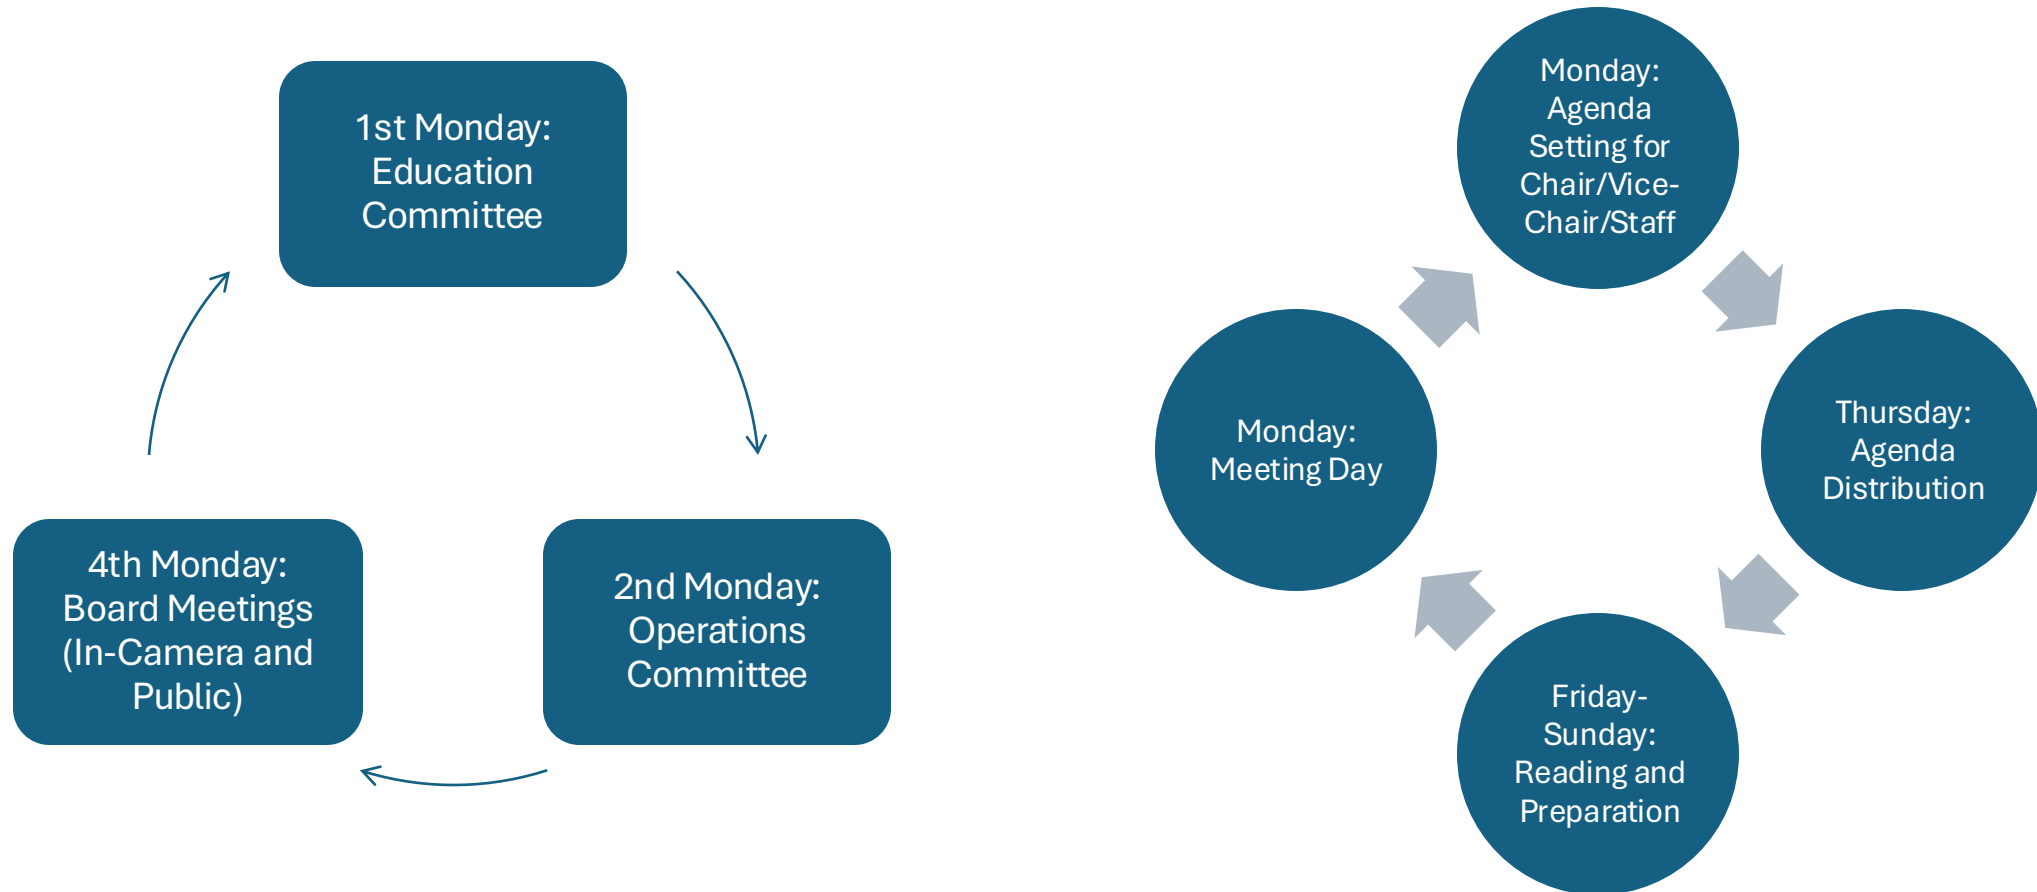 1st Monday:
Education
Committee
2nd Monday:
Operations
Committee
4th Monday:
Board Meetings
(In-Camera and
Public)
Monday:
Agenda
Setting for
Chair/Vice-
Chair/Staff
Thursday:
Agenda
Distribution
Friday-
Sunday:
Reading and
Preparation
Monday:
Meeting Day